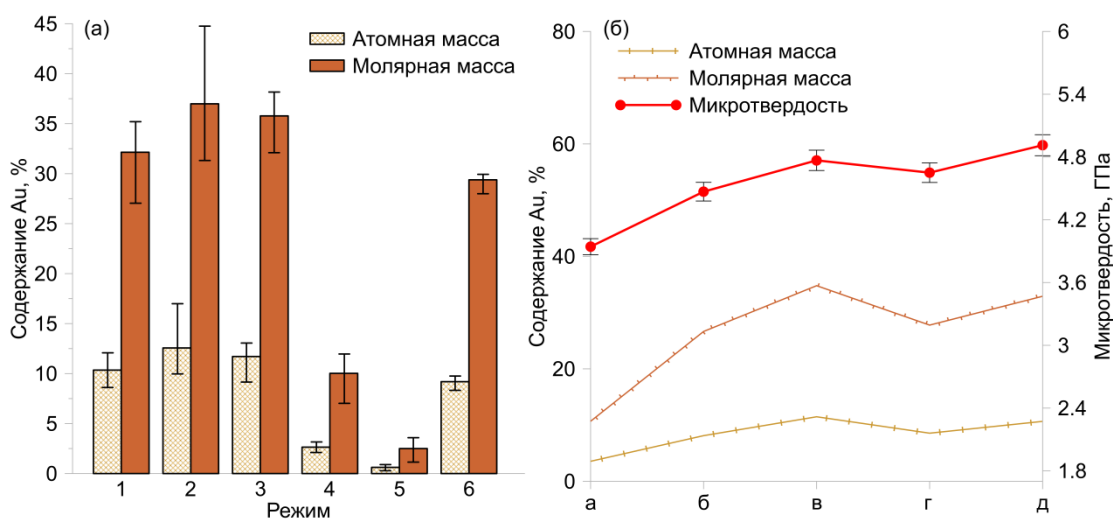 (а)
Атомная масса
Молярная масса
Содержание Au, %
45
40
35
30
25
20
15
10
5
0
1 2 3 4 5 6
Режим
(б)
Атомная масса
Молярная масса
Микротвердость
Содержание Au, %
80
60
40
20
0
а б в г д
6
5.4
4.8
4.2
3.6
3
2.4
1.8
Микротвердость, ГПа